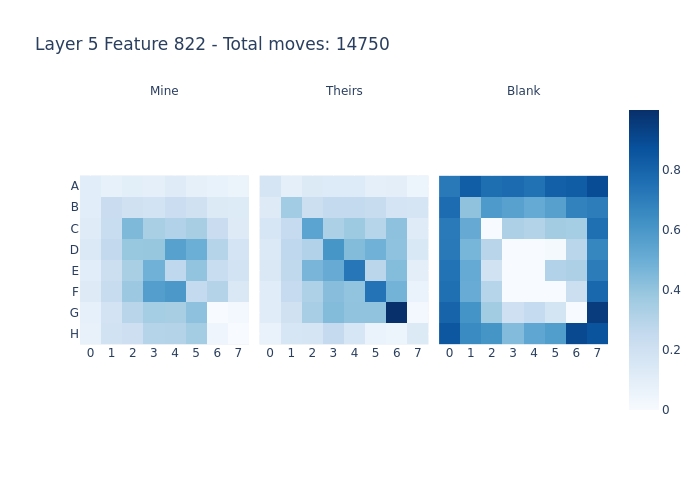 Layer 5 Feature 822 - Total moves: 14750
Mine Theirs Blank
A
B
C
D
E
F
G
H
0 1 2 3 4 5 6 7 0 1 2 3 4 5 6 7 0 1 2 3 4 5 6 7
0.8
0.6
0.4
0.2
0